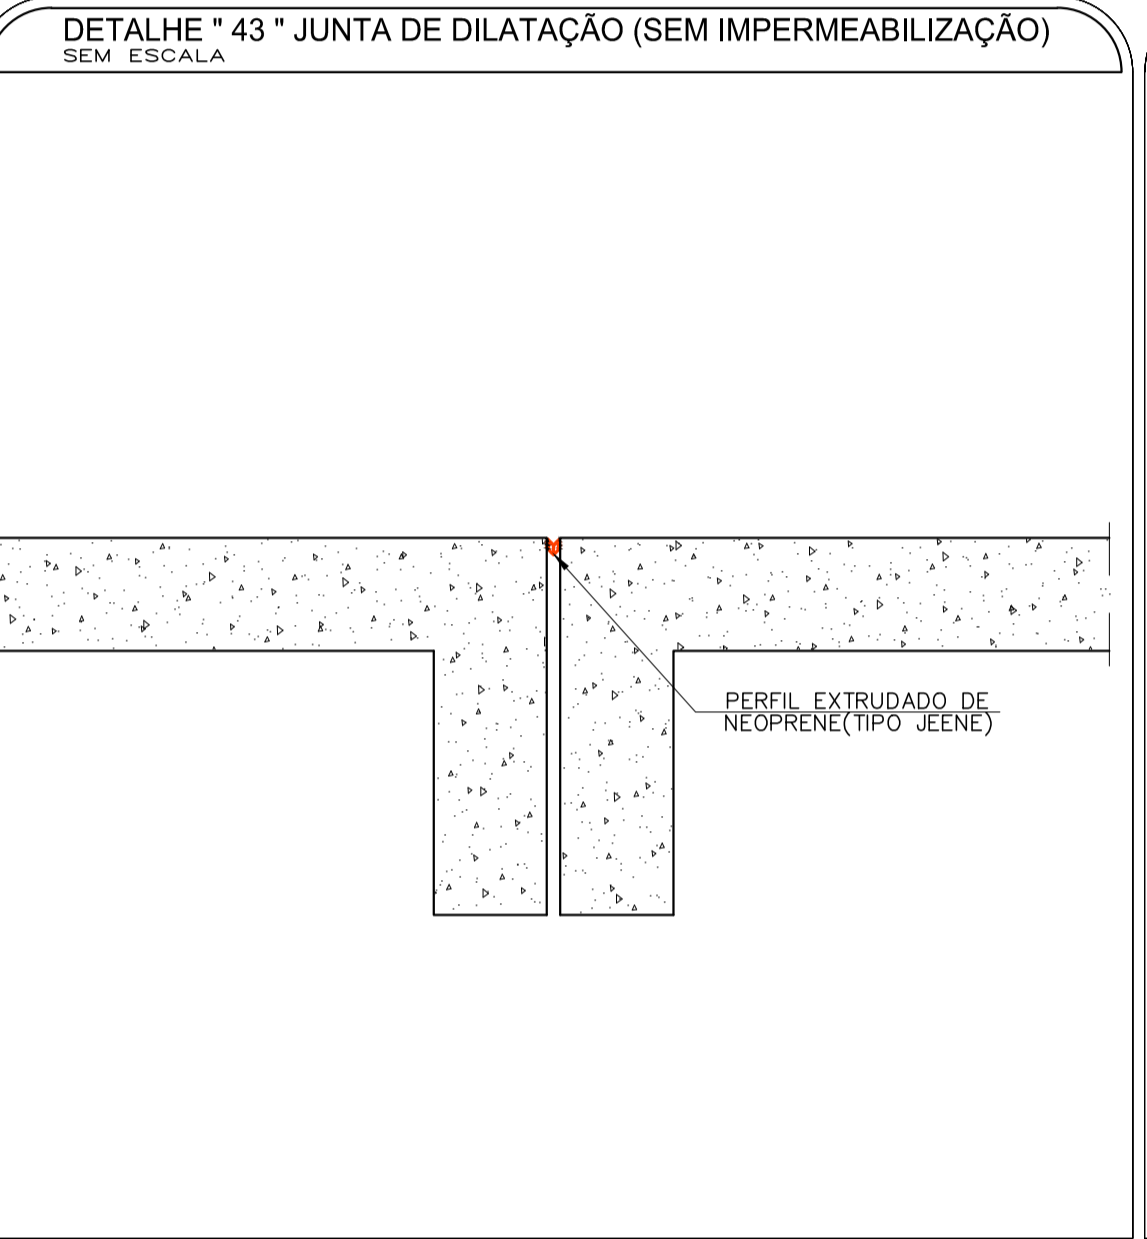 DETALHE " 43 " JUNTA DE DILATAÇÃO (SEM IMPERMEABILIZAÇÃO)
SEM ESCALA
PERFIL EXTRUDADO DE
NEOPRENE(TIPO JEENE)